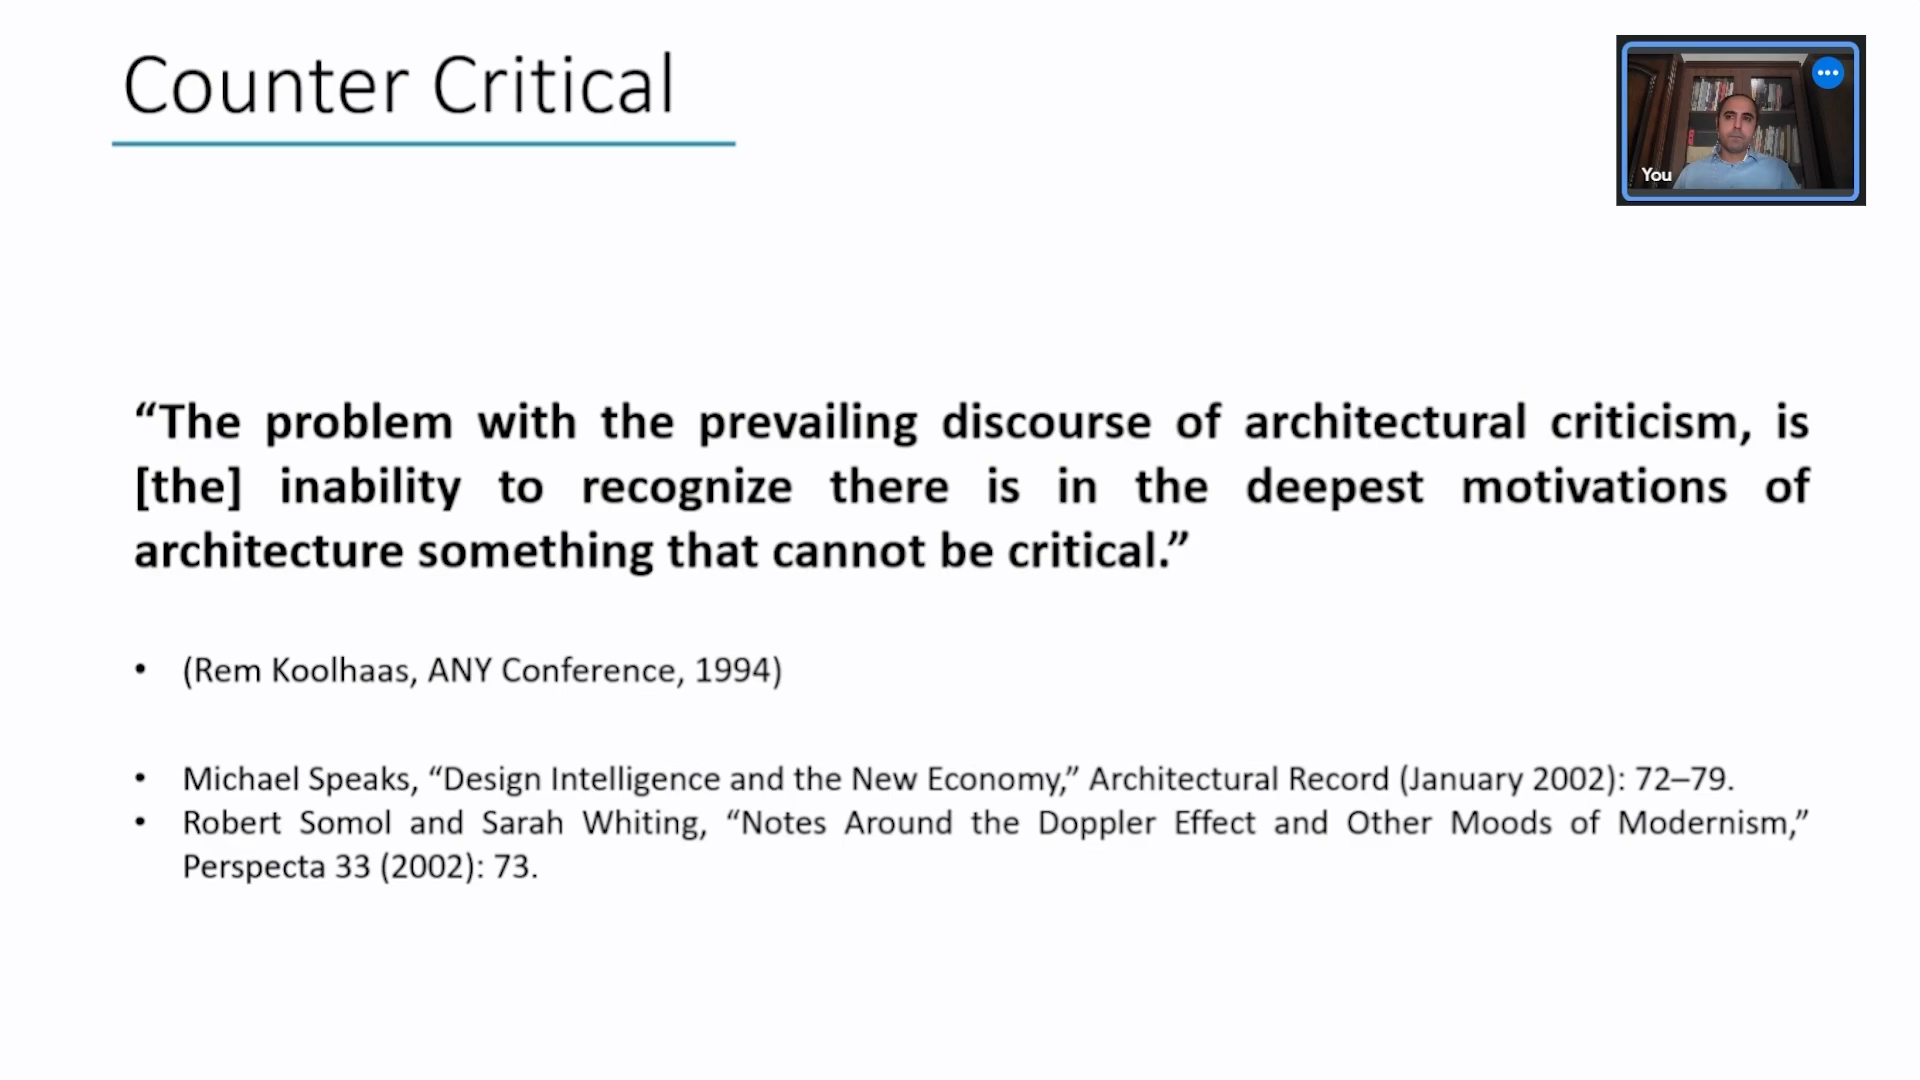 Counter Critical
You
“The problem with the prevailing discourse of architectural criticism, is
[the] inability to recognize there is in the deepest motivations of
architecture something that cannot be critical.”
• (Rem Koolhaas, ANY Conference, 1994)
• Michael Speaks, “Design Intelligence and the New Economy,” Architectural Record (January 2002): 72–79.
• Robert Somol and Sarah Whiting, “Notes Around the Doppler Effect and Other Moods of Modernism,”
Perspecta 33 (2002): 73.